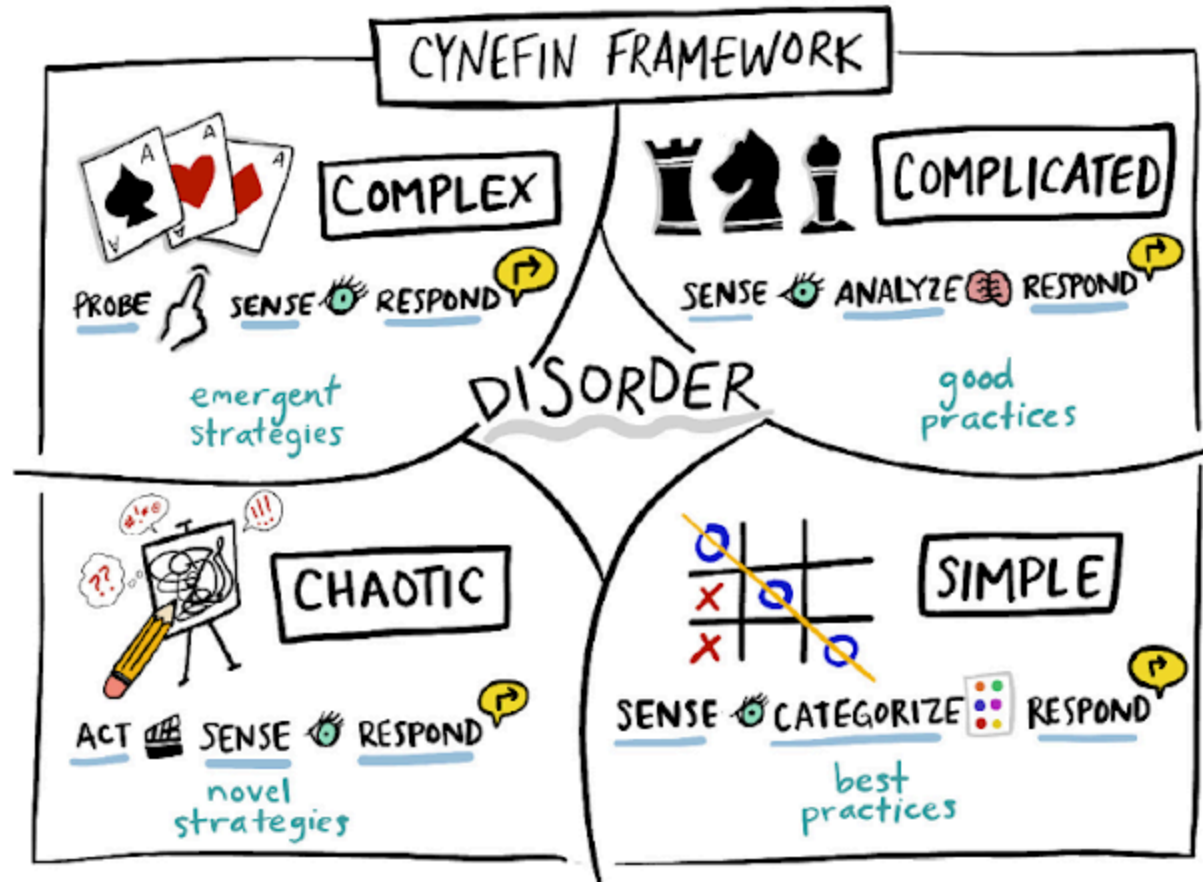 CYNEFIN FRAMEWORK
A A A
A A
COMPLEX
PROBE SENSE RESPOND
emergent
strategies
COMPLICATED
SENSE ANALYZE RESPOND
good
practices
DISORDER
#!*@
!!!
??
CHAOTIC
ACT SENSE RESPOND
novel
strategies
O
X O
X O
SIMPLE
SENSE CATEGORIZE RESPOND
best
practices